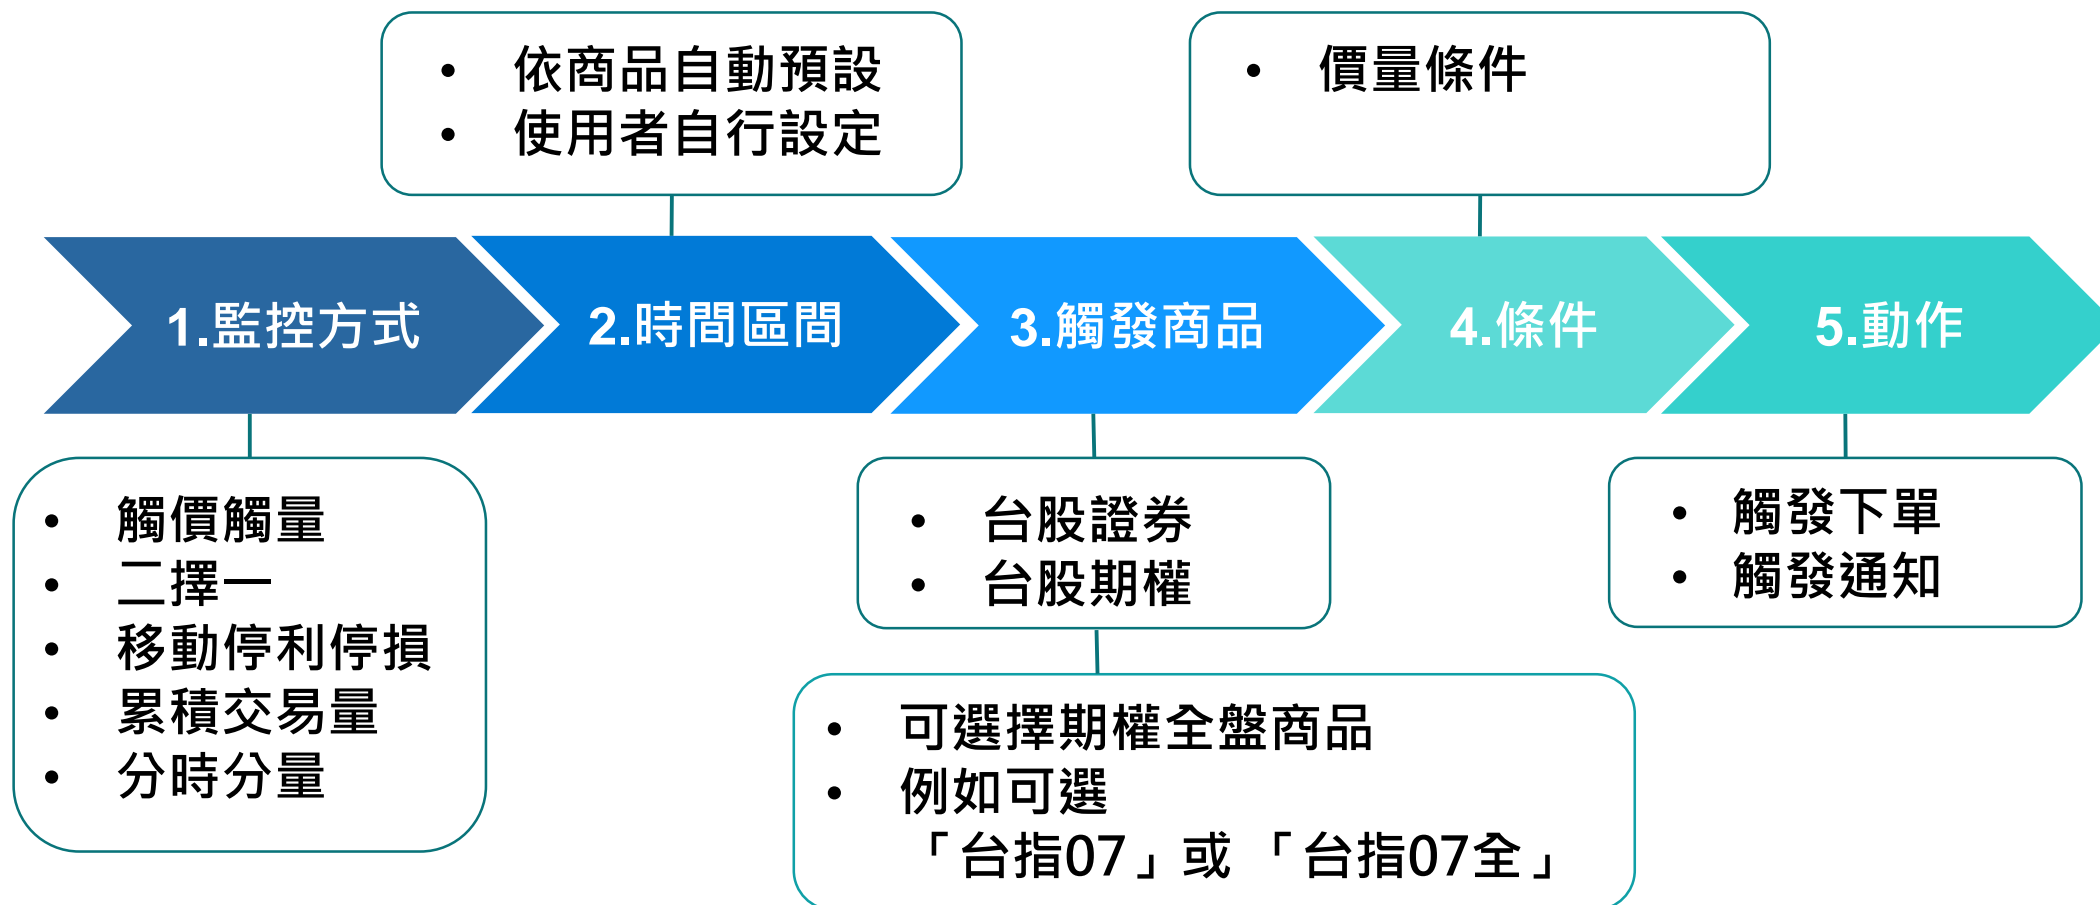 • 依商品自動預設
• 使用者自行設定
• 價量條件
1.監控方式
2.時間區間
3.觸發商品
4.條件
5.動作
• 觸價觸量
• 二擇一
• 移動停利停損
• 累積交易量
• 分時分量
• 台股證券
• 台股期權
• 觸發下單
• 觸發通知
• 可選擇期權全盤商品
• 例如可選
「台指07」或「台指07全」